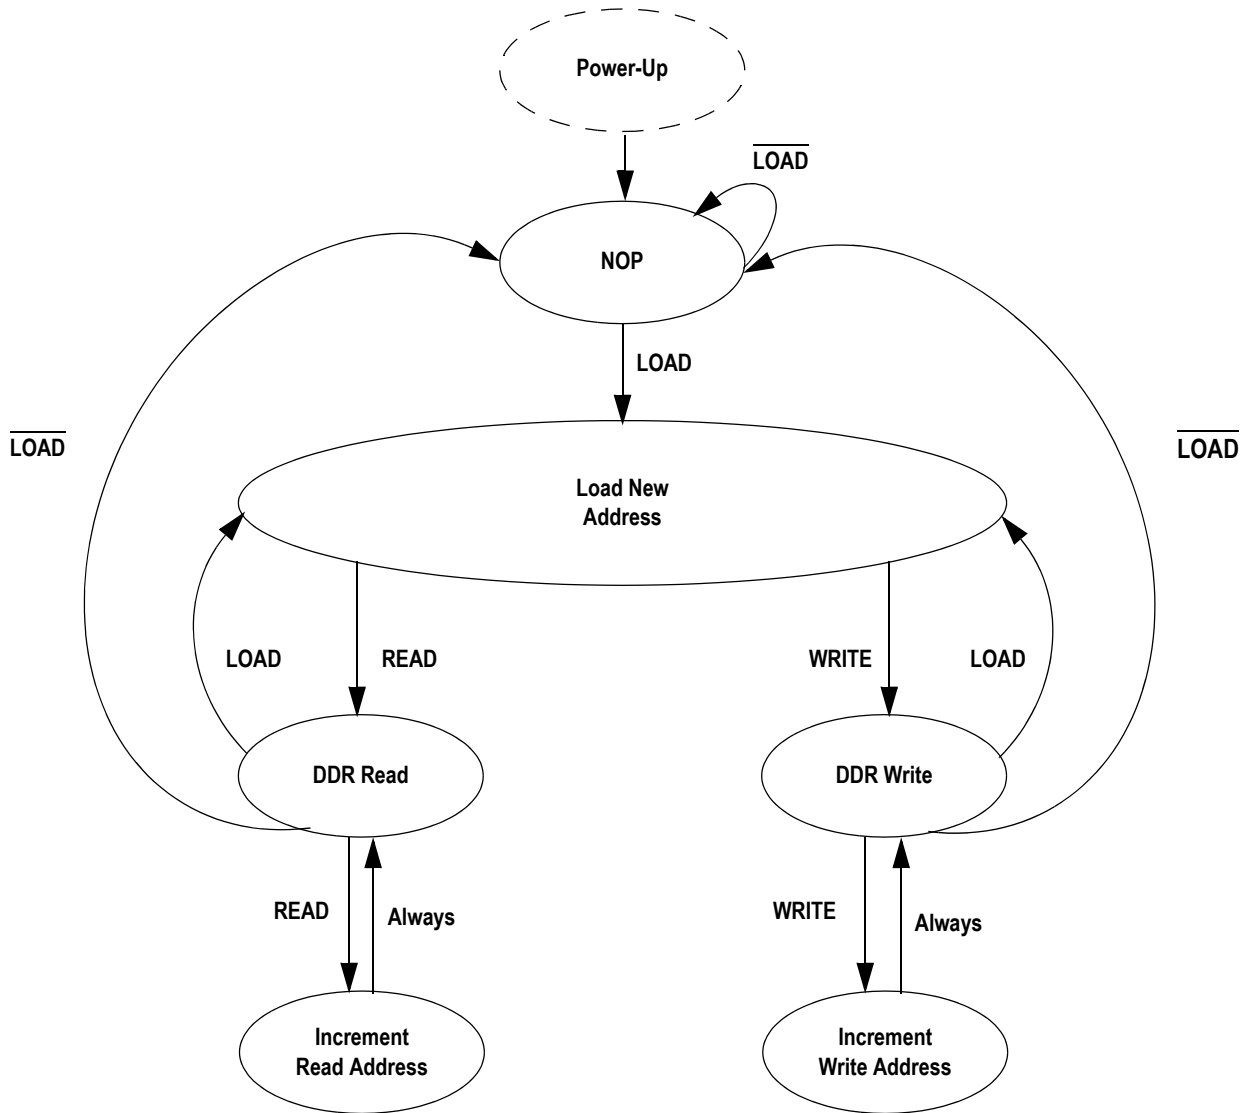 Power-Up
LOAD
NOP
LOAD
LOAD
LOAD
Load New
Address
LOAD
READ
WRITE
LOAD
DDR Read
DDR Write
READ
Always
WRITE
Always
Increment
Read Address
Increment
Write Address